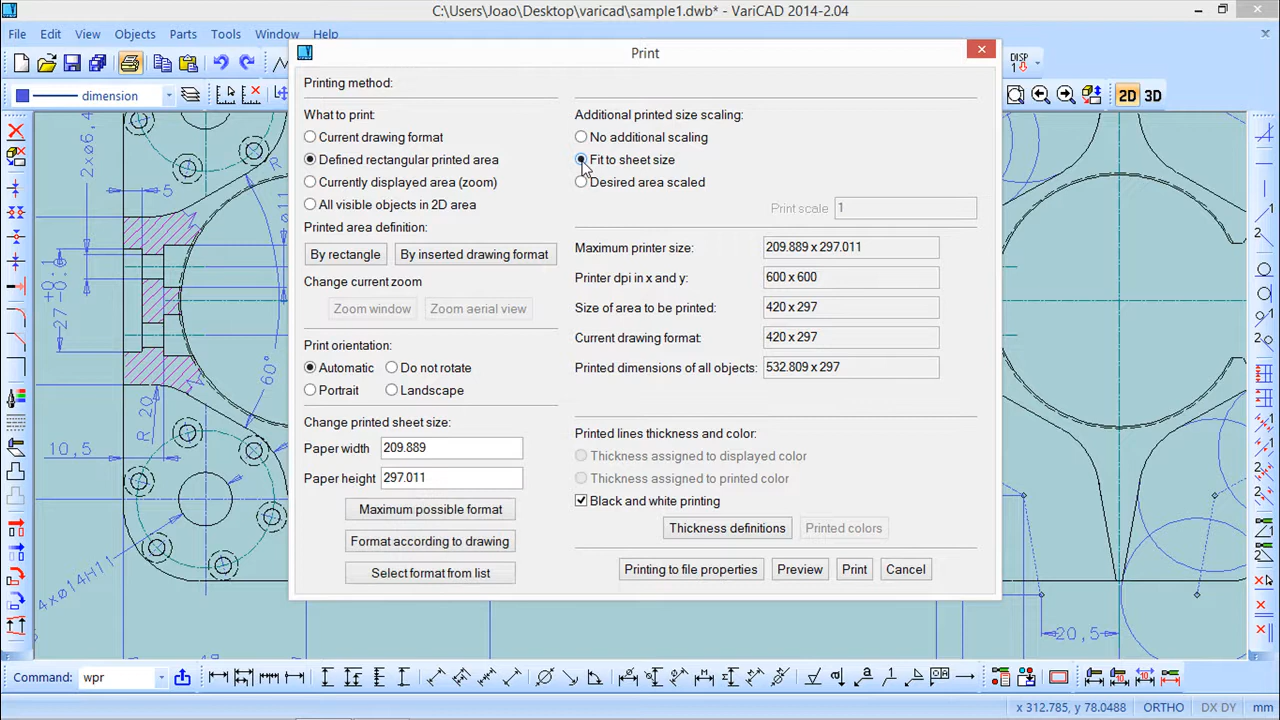 C:\Users\Joao\Desktop\varicad\sample1.dwb* - VariCAD 2014-2.04
File Edit View Objects Parts Tools Window Help
Print
DISP
1
dimension
2D 3D
Printing method:
What to print:
Current drawing format
Defined rectangular printed area
Currently displayed area (zoom)
All visible objects in 2D area
Printed area definition:
By rectangle
By inserted drawing format
Change current zoom
Zoom window
Zoom aerial view
Print orientation:
Automatic
Do not rotate
Portrait
Landscape
Change printed sheet size:
Paper width 209.889
Paper height 297.011
Maximum possible format
Format according to drawing
Select format from list
Additional printed size scaling:
No additional scaling
Fit to sheet size
Desired area scaled
Print scale 1
Maximum printer size: 209.889 x 297.011
Printer dpi in x and y: 600 x 600
Size of area to be printed: 420 x 297
Current drawing format: 420 x 297
Printed dimensions of all objects: 532.809 x 297
Printed lines thickness and color:
Thickness assigned to displayed color
Thickness assigned to printed color
Black and white printing
Thickness definitions
Printed colors
Printing to file properties
Preview
Print
Cancel
2xø6,4
5
R
60°
R 20
10,5
4xø14H11
20,5
Command: wpr
x 312.785, y 78.0488 ORTHO DX DY mm